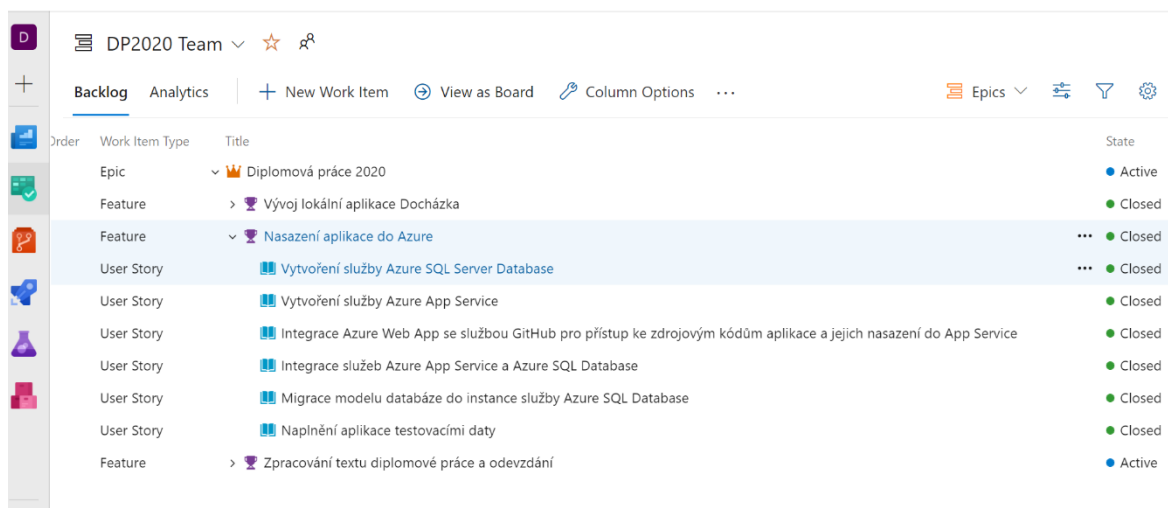 D
DP2020 Team
Backlog Analytics New Work Item View as Board Column Options ... Epics
Order Work Item Type Title State
Epic Diplomová práce 2020 Active
Feature Vývoj lokální aplikace Docházka Closed
Feature Nasazení aplikace do Azure ... Closed
User Story Vytvoření služby Azure SQL Server Database ... Closed
User Story Vytvoření služby Azure App Service Closed
User Story Integrace Azure Web App se službou GitHub pro přístup ke zdrojovým kódům aplikace a jejich nasazení do App Service Closed
User Story Integrace služeb Azure App Service a Azure SQL Database Closed
User Story Migrace modelu databáze do instance služby Azure SQL Database Closed
User Story Naplnění aplikace testovacími daty Closed
Feature Zpracování textu diplomové práce a odevzdání Active